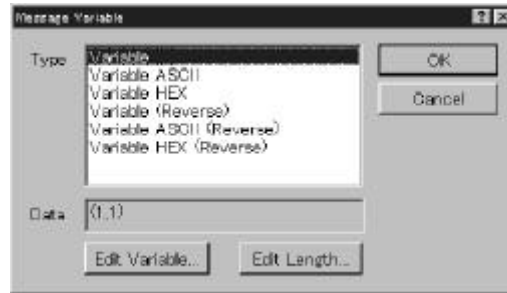 Message Variable
Type
Variable
Variable ASCII
Variable HEX
Variable (Reverse)
Variable ASCII (Reverse)
Variable HEX (Reverse)
OK
Cancel
Data
(1,1)
Edit Variable...
Edit Length...